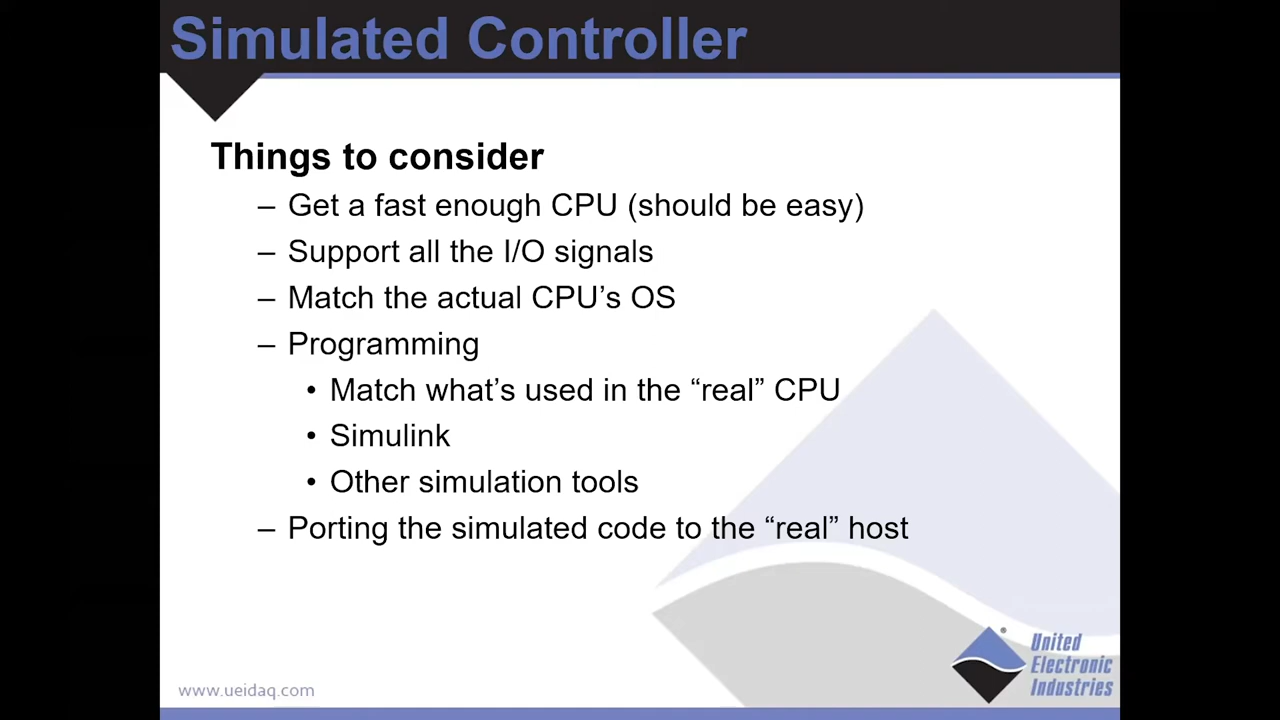 Simulated Controller
Things to consider
– Get a fast enough CPU (should be easy)
– Support all the I/O signals
– Match the actual CPU’s OS
– Programming
• Match what’s used in the “real” CPU
• Simulink
• Other simulation tools
– Porting the simulated code to the “real” host
®
United
Electronic
Industries
www.ueidaq.com